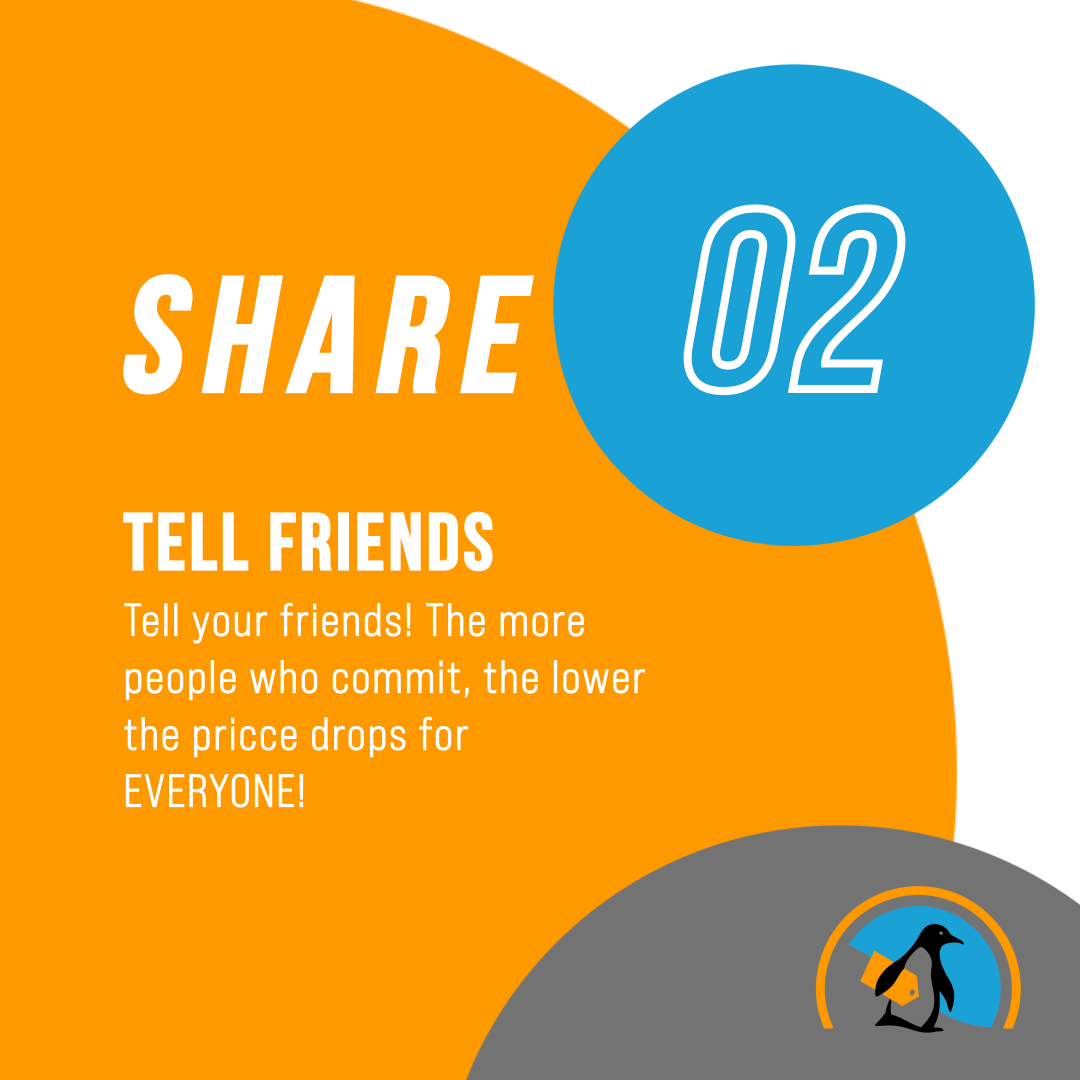 SHARE
02
TELL FRIENDS
Tell your friends! The more
people who commit, the lower
the pricce drops for
EVERYONE!